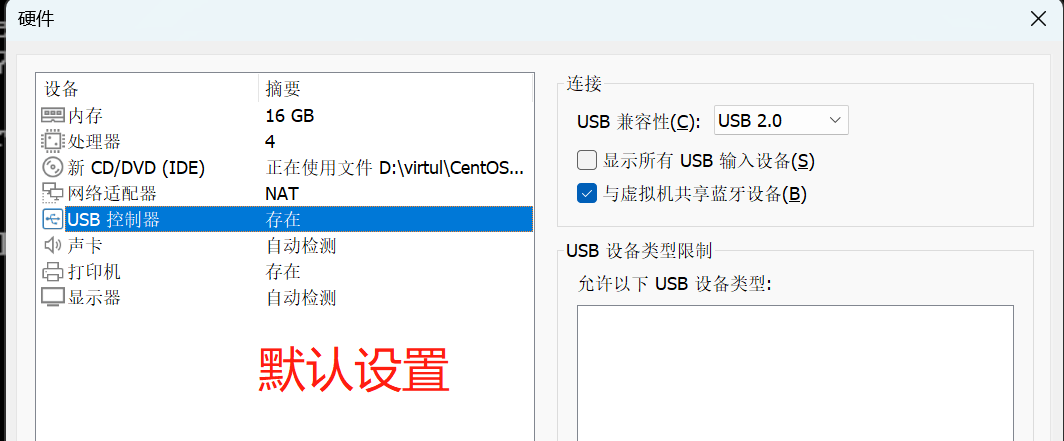 硬件
设备 摘要
内存 16 GB
处理器 4
新 CD/DVD (IDE) 正在使用文件 D:\virtul\CentOS...
网络适配器 NAT
USB 控制器 存在
声卡 自动检测
打印机 存在
显示器 自动检测
默认设置
连接
USB 兼容性(C): USB 2.0
显示所有 USB 输入设备(S)
与虚拟机共享蓝牙设备(B)
USB 设备类型限制
允许以下 USB 设备类型: